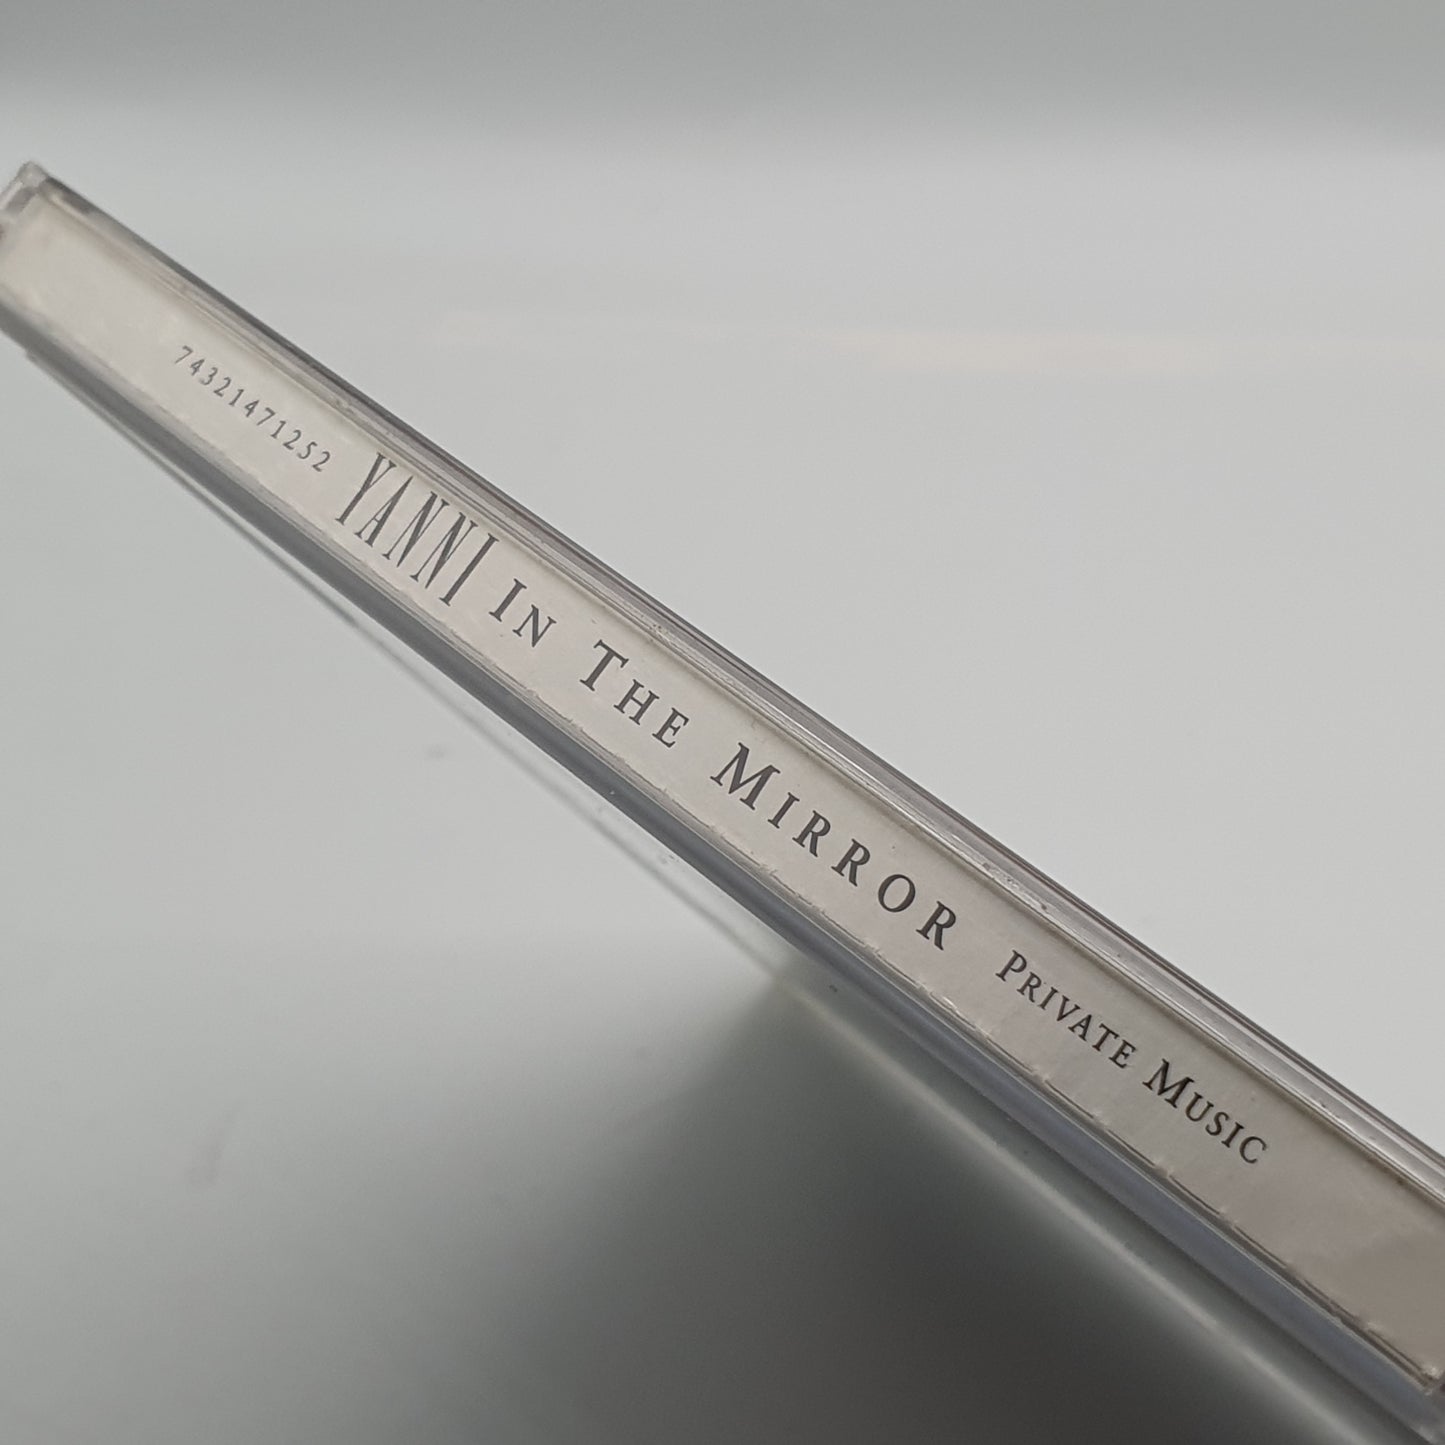 74321471252 YANNI IN THE MIRROR PRIVATE MUSIC